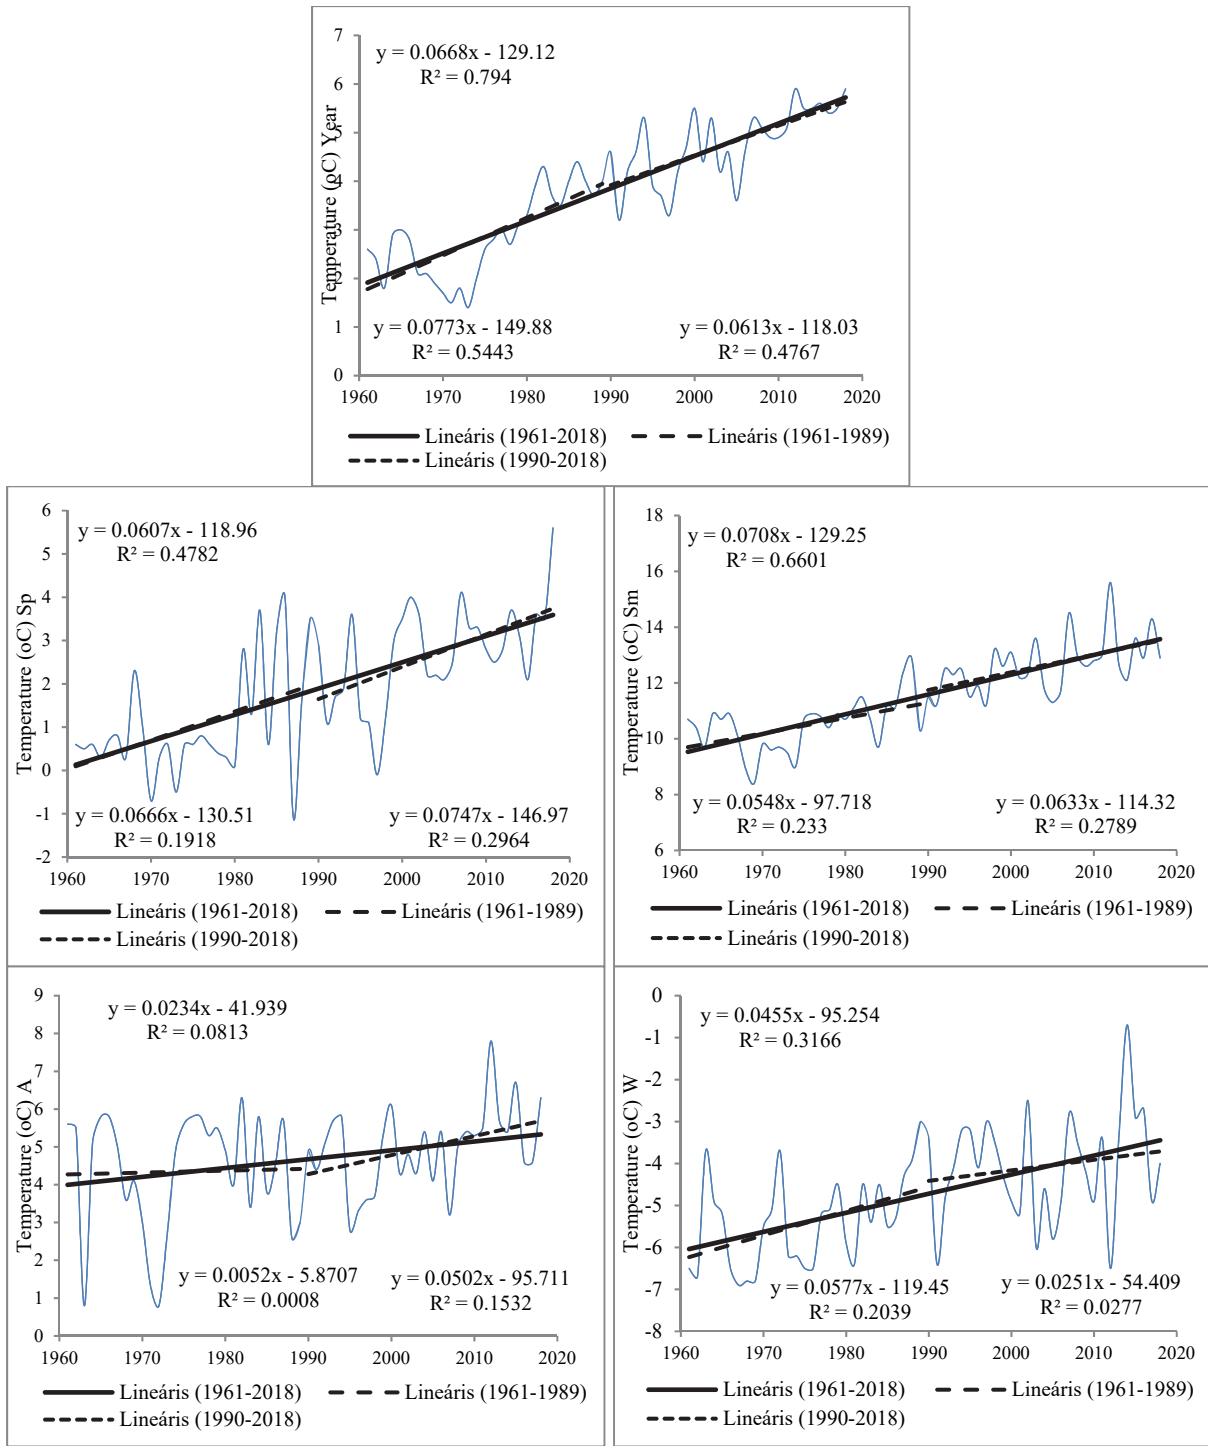 y = 0.0668x - 129.12
R² = 0.794
Temperature (oC) Year
7
6
5
4
3
2
1
0
y = 0.0773x - 149.88
R² = 0.5443
y = 0.0613x - 118.03
R² = 0.4767
1960 1970 1980 1990 2000 2010 2020
Lineáris (1961-2018) Lineáris (1961-1989)
Lineáris (1990-2018)
y = 0.0607x - 118.96
R² = 0.4782
Temperature (oC) Sp
6
5
4
3
2
1
0
-1
-2
y = 0.0666x - 130.51
R² = 0.1918
y = 0.0747x - 146.97
R² = 0.2964
1960 1970 1980 1990 2000 2010 2020
Lineáris (1961-2018) Lineáris (1961-1989)
Lineáris (1990-2018)
y = 0.0708x - 129.25
R² = 0.6601
Temperature (oC) Sm
18
16
14
12
10
8
6
y = 0.0548x - 97.718
R² = 0.233
y = 0.0633x - 114.32
R² = 0.2789
1960 1970 1980 1990 2000 2010 2020
Lineáris (1961-2018) Lineáris (1961-1989)
Lineáris (1990-2018)
y = 0.0234x - 41.939
R² = 0.0813
Temperature (oC) A
9
8
7
6
5
4
3
2
1
0
y = 0.0052x - 5.8707
R² = 0.0008
y = 0.0502x - 95.711
R² = 0.1532
1960 1970 1980 1990 2000 2010 2020
Lineáris (1961-2018) Lineáris (1961-1989)
Lineáris (1990-2018)
y = 0.0455x - 95.254
R² = 0.3166
Temperature (oC) W
0
-1
-2
-3
-4
-5
-6
-7
-8
y = 0.0577x - 119.45
R² = 0.2039
y = 0.0251x - 54.409
R² = 0.0277
1960 1970 1980 1990 2000 2010 2020
Lineáris (1961-2018) Lineáris (1961-1989)
Lineáris (1990-2018)